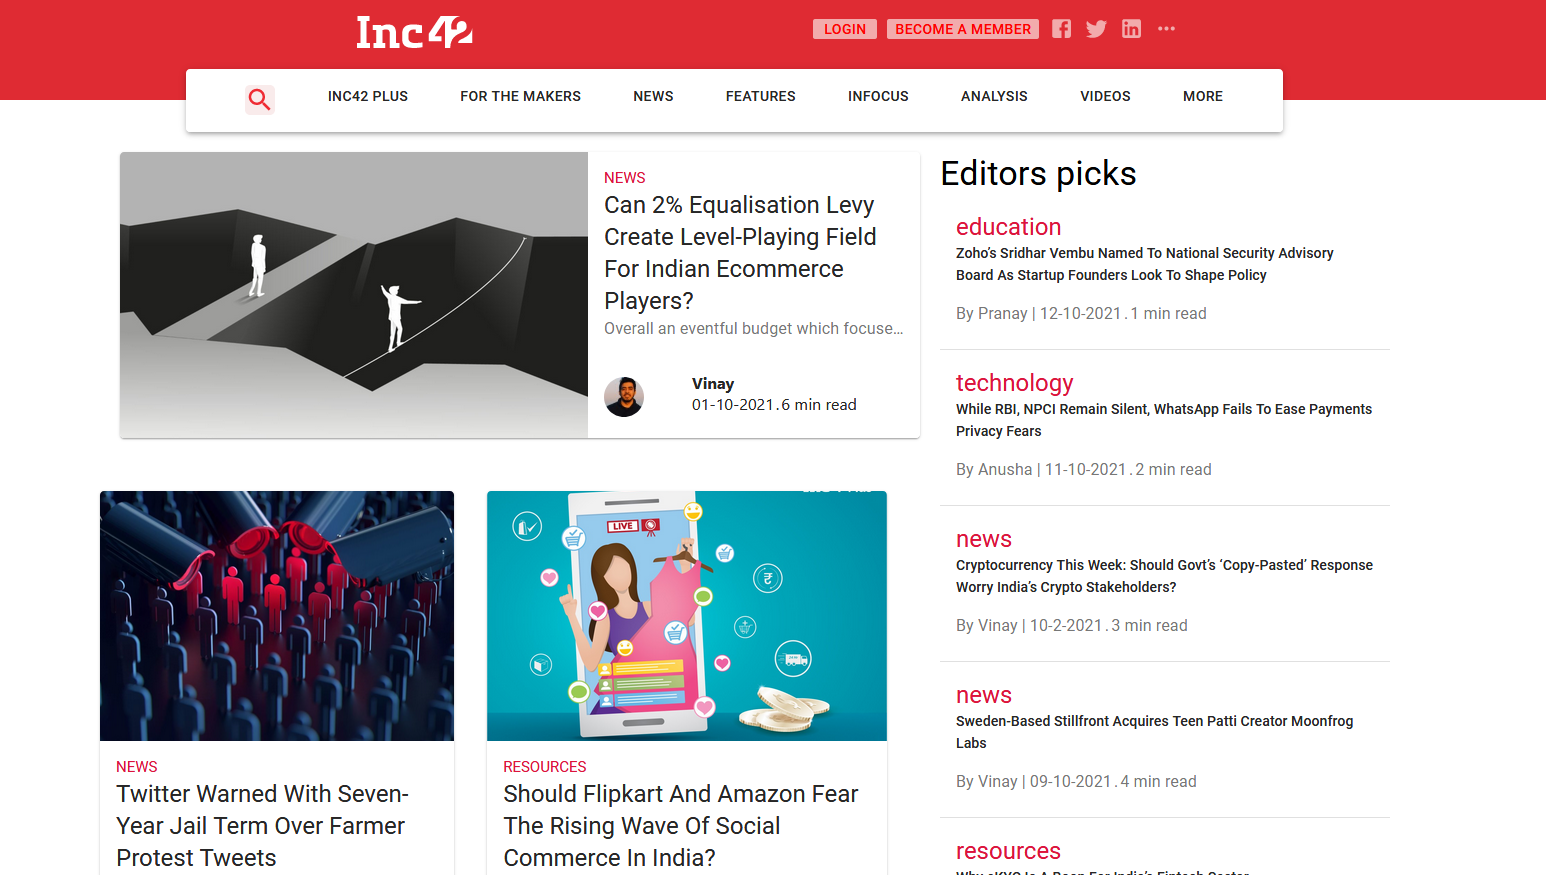 Inc42
LOGIN
BECOME A MEMBER
INC42 PLUS
FOR THE MAKERS
NEWS
FEATURES
INFOCUS
ANALYSIS
VIDEOS
MORE
NEWS
Can 2% Equalisation Levy
Create Level-Playing Field
For Indian Ecommerce
Players?
Overall an eventful budget which focuse...
Vinay
01-10-2021 . 6 min read
LIVE
NEWS
Twitter Warned With Seven-
Year Jail Term Over Farmer
Protest Tweets
RESOURCES
Should Flipkart And Amazon Fear
The Rising Wave Of Social
Commerce In India?
Editors picks
education
Zoho’s Sridhar Vembu Named To National Security Advisory
Board As Startup Founders Look To Shape Policy
By Pranay | 12-10-2021 . 1 min read
technology
While RBI, NPCI Remain Silent, WhatsApp Fails To Ease Payments
Privacy Fears
By Anusha | 11-10-2021 . 2 min read
news
Cryptocurrency This Week: Should Govt’s ‘Copy-Pasted’ Response
Worry India’s Crypto Stakeholders?
By Vinay | 10-2-2021 . 3 min read
news
Sweden-Based Stillfront Acquires Teen Patti Creator Moonfrog
Labs
By Vinay | 09-10-2021 . 4 min read
resources
Why eKYC Is A Boon For India’s Fintech Sector